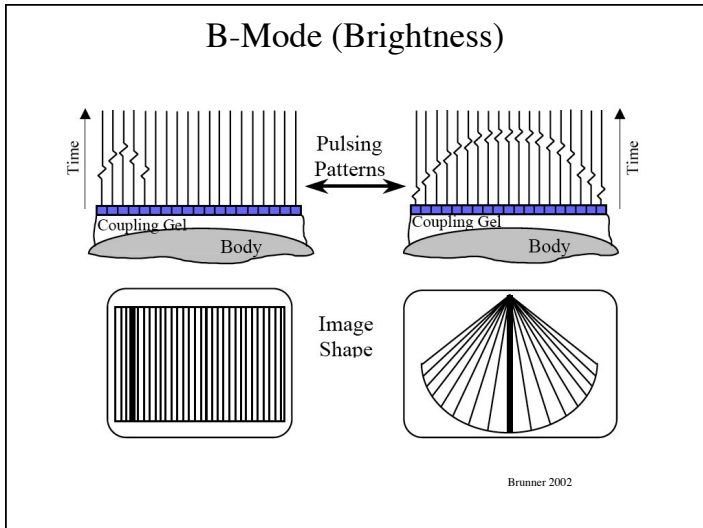 B-Mode (Brightness)
Time
Pulsing
Patterns
Time
Coupling Gel
Body
Coupling Gel
Body
Image
Shape
Brunner 2002